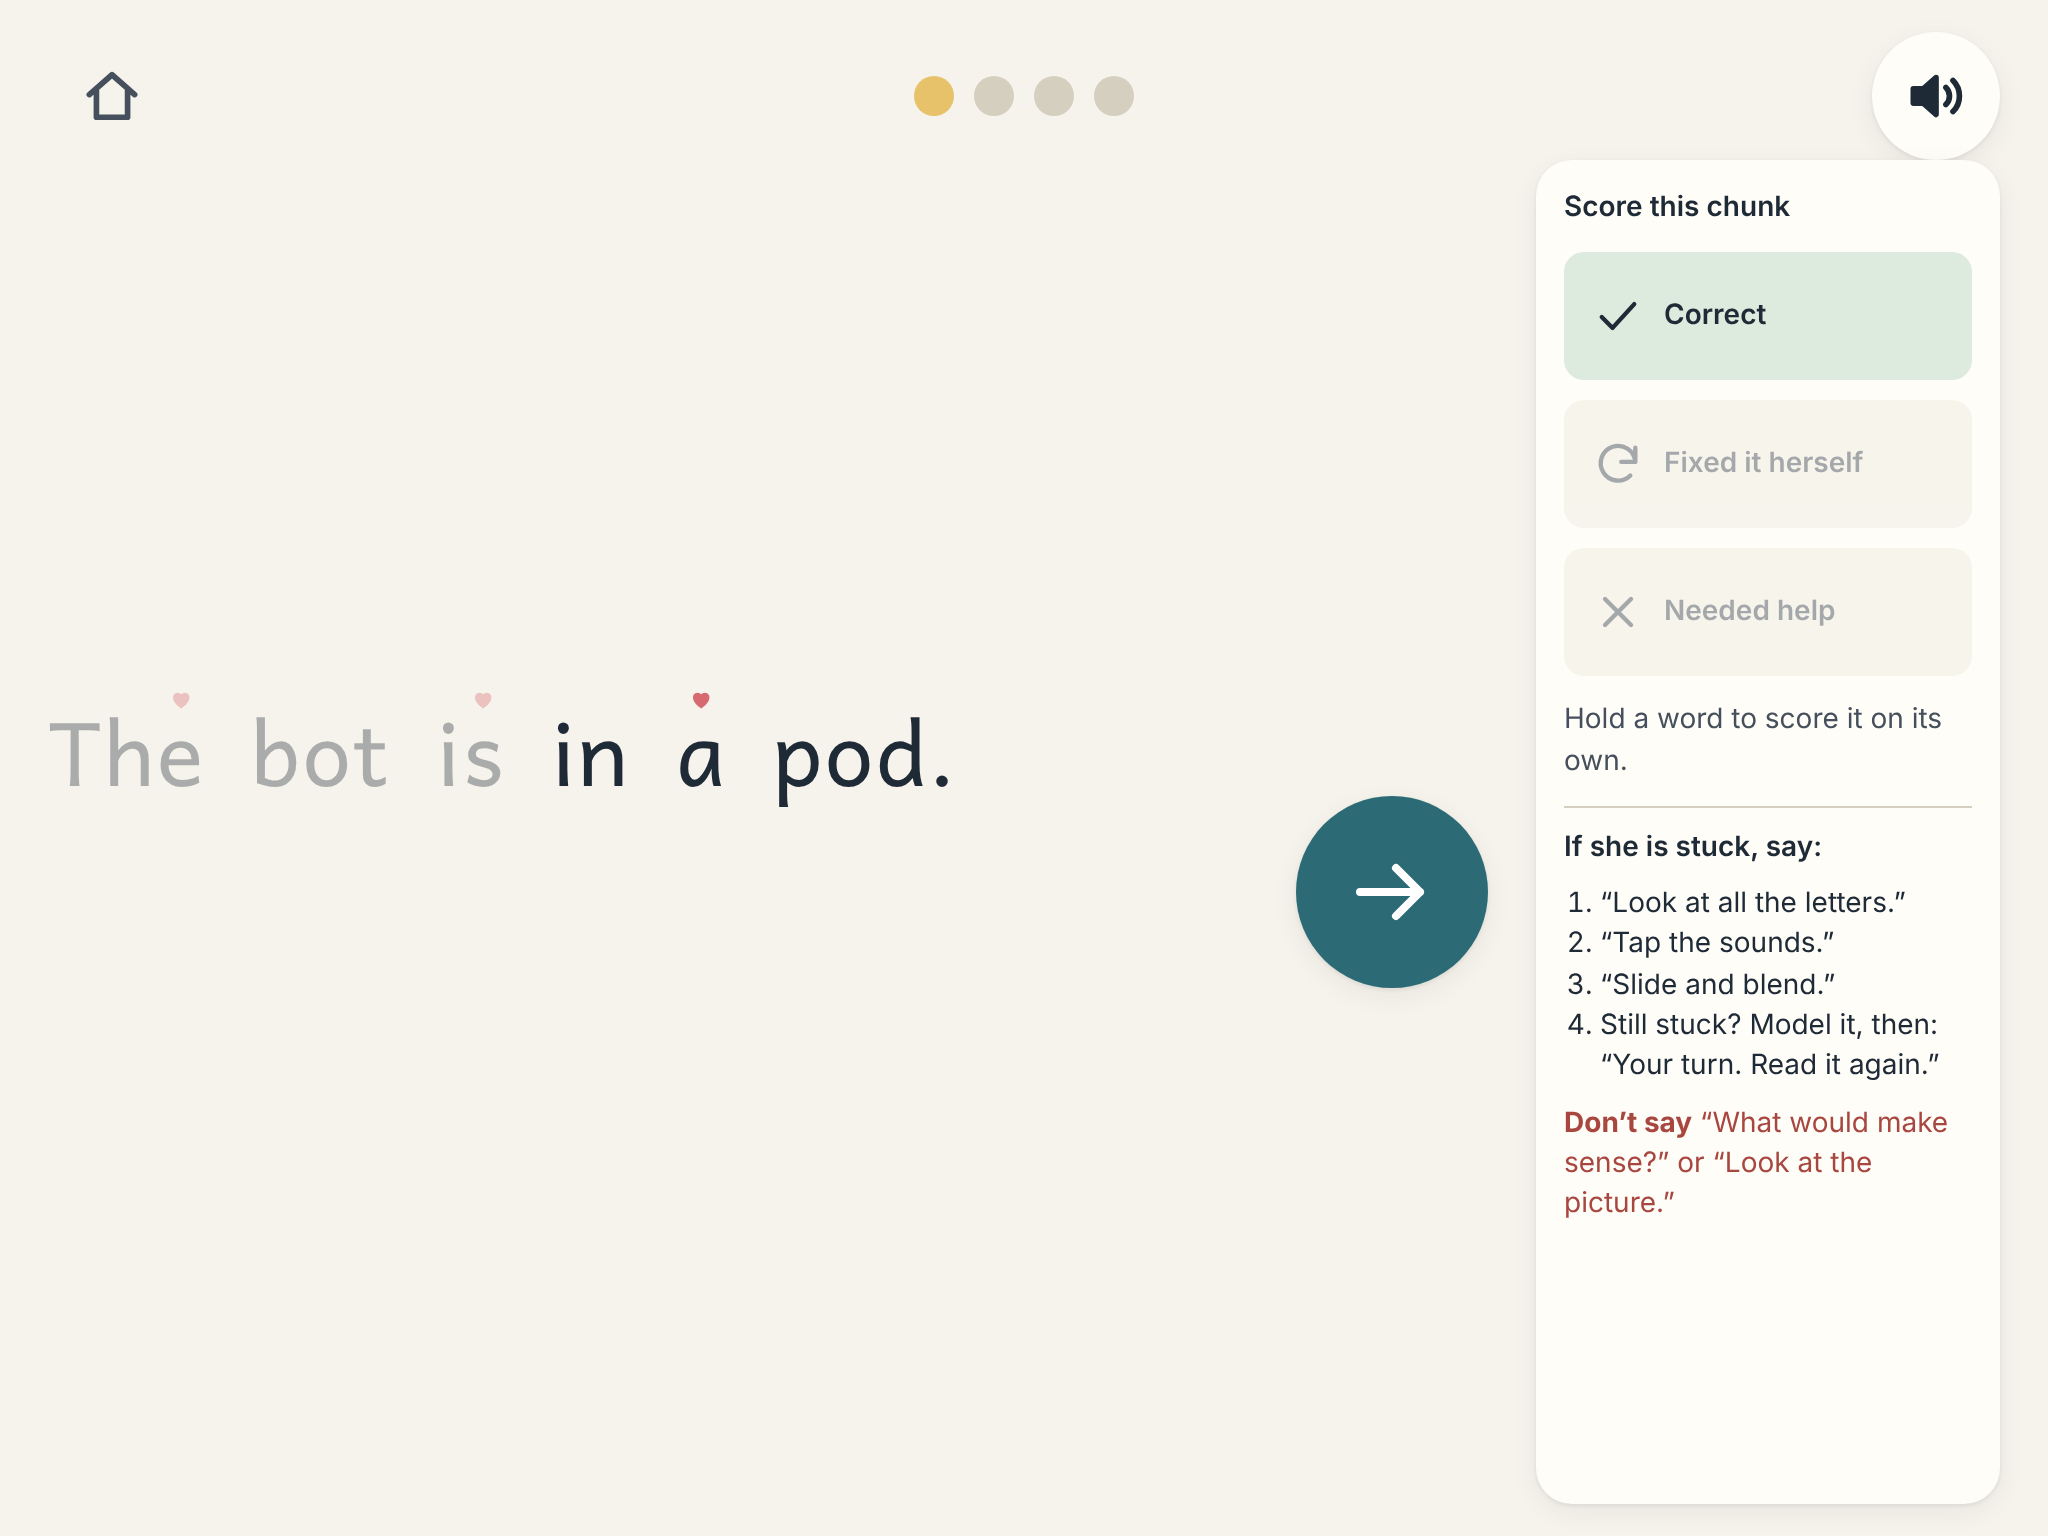 Score this chunk
Correct
Fixed it herself
Needed help
Hold a word to score it on its
own.
The bot is in a pod.
If she is stuck, say:
1. “Look at all the letters.”
2. “Tap the sounds.”
3. “Slide and blend.”
4. Still stuck? Model it, then:
“Your turn. Read it again.”
Don’t say “What would make
sense?” or “Look at the
picture.”